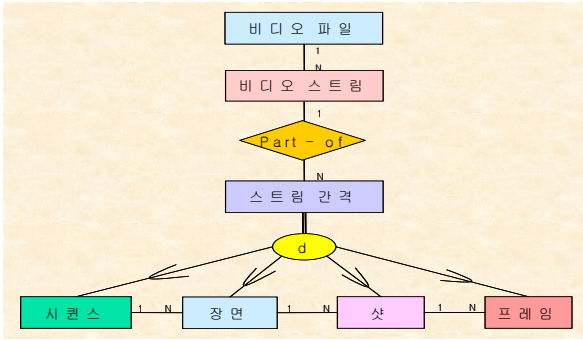 비디오 파일
1
N
비디오 스트림
1
Part - of
N
스트림 간격
d
시퀀스 1 N 장면 1 N 샷 1 N 프레임